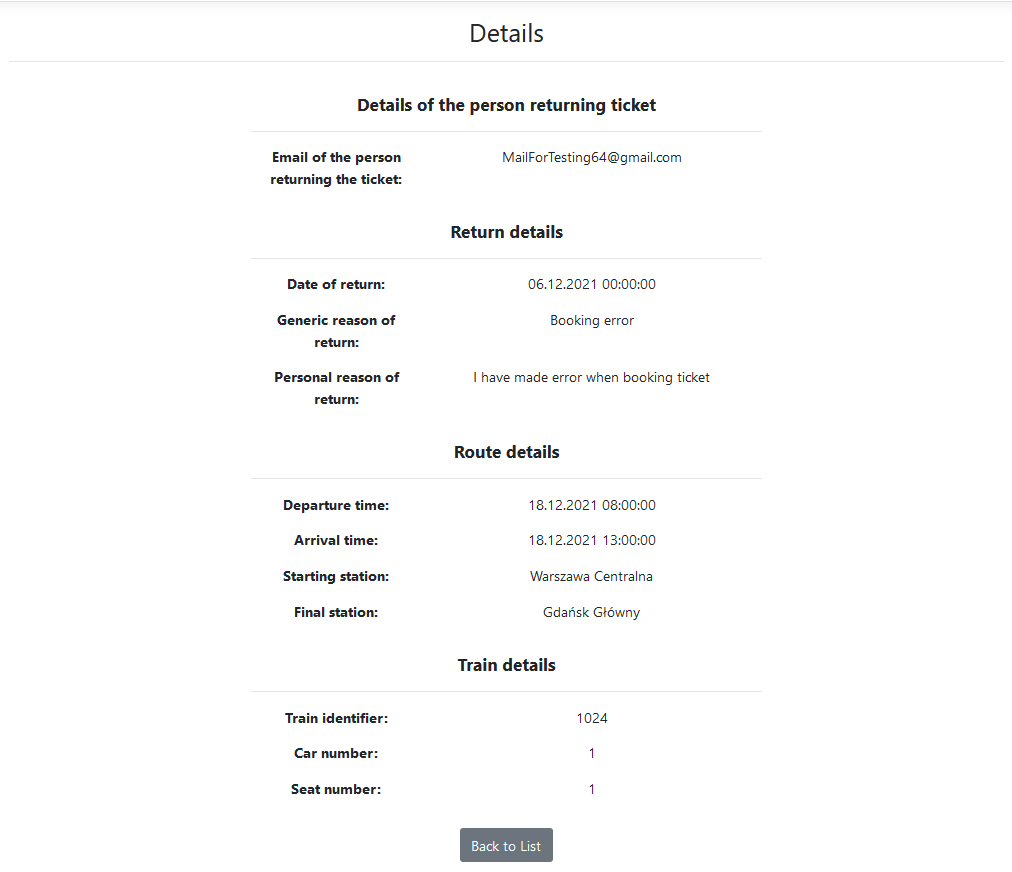 Details
Details of the person returning ticket
Email of the person returning the ticket: MailForTesting64@gmail.com
Return details
Date of return: 06.12.2021 00:00:00
Generic reason of return: Booking error
Personal reason of return: I have made error when booking ticket
Route details
Departure time: 18.12.2021 08:00:00
Arrival time: 18.12.2021 13:00:00
Starting station: Warszawa Centralna
Final station: Gdańsk Główny
Train details
Train identifier: 1024
Car number: 1
Seat number: 1
Back to List